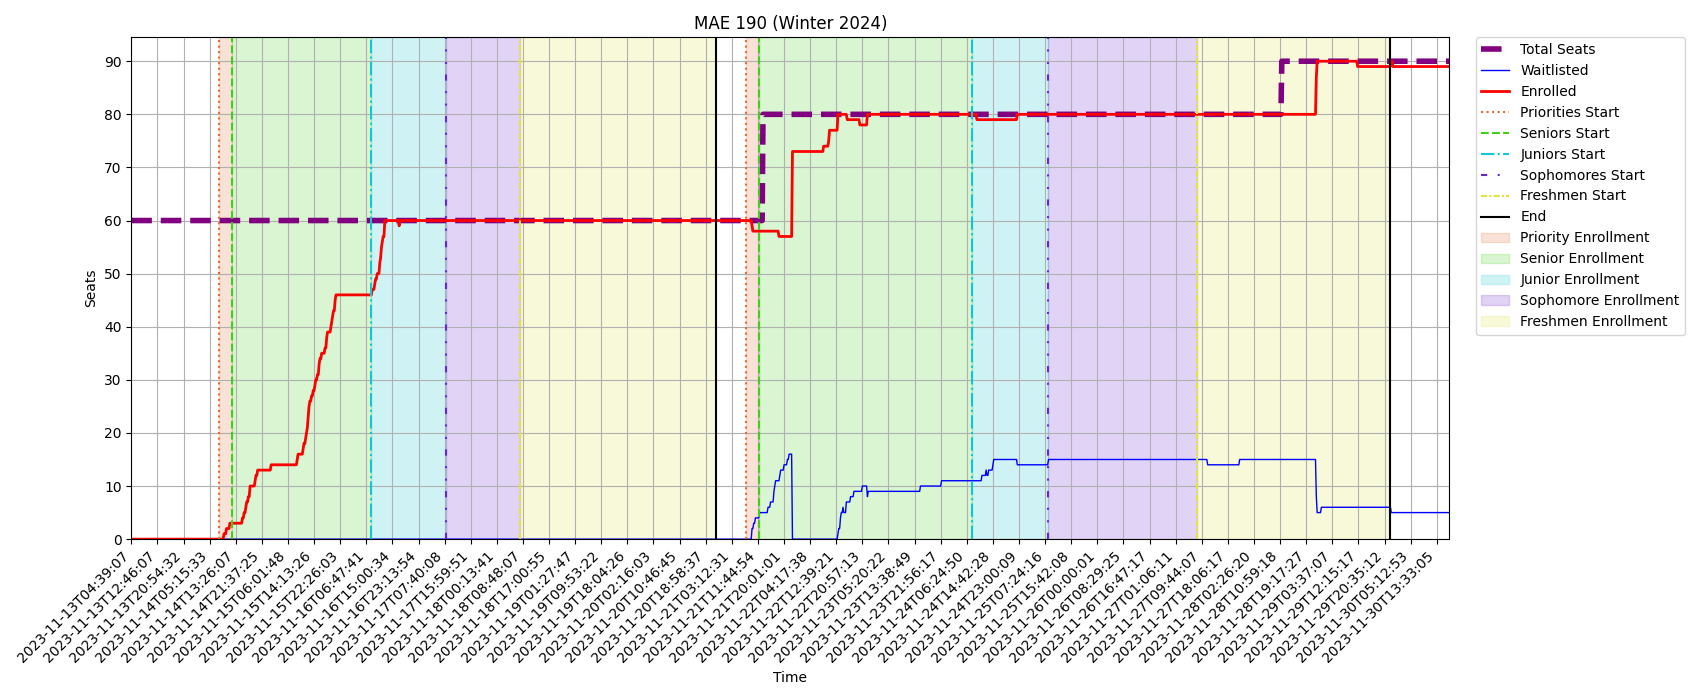 MAE 190 (Winter 2024)
Seats
90
80
70
60
50
40
30
20
10
0
2023-11-13T04:39:07
2023-11-13T12:46:07
2023-11-13T20:54:32
2023-11-14T05:15:33
2023-11-14T13:26:07
2023-11-14T21:37:25
2023-11-15T06:01:48
2023-11-15T14:13:26
2023-11-15T22:26:03
2023-11-16T06:47:41
2023-11-16T15:00:34
2023-11-16T23:13:54
2023-11-17T07:40:08
2023-11-17T15:59:51
2023-11-18T00:13:41
2023-11-18T08:48:07
2023-11-18T17:00:55
2023-11-19T01:27:47
2023-11-19T09:53:22
2023-11-19T18:04:26
2023-11-20T02:16:03
2023-11-20T10:46:45
2023-11-20T18:58:37
2023-11-21T03:12:31
2023-11-21T11:44:54
2023-11-21T20:01:01
2023-11-22T04:17:38
2023-11-22T12:39:21
2023-11-22T20:57:13
2023-11-23T05:20:22
2023-11-23T13:38:49
2023-11-23T21:56:17
2023-11-24T06:24:50
2023-11-24T14:42:28
2023-11-24T23:00:09
2023-11-25T07:24:16
2023-11-25T15:42:08
2023-11-26T00:00:01
2023-11-26T08:29:25
2023-11-26T16:47:17
2023-11-27T01:06:11
2023-11-27T09:44:07
2023-11-27T18:06:17
2023-11-28T02:26:20
2023-11-28T10:59:18
2023-11-28T19:17:27
2023-11-29T03:37:07
2023-11-29T12:15:17
2023-11-29T20:35:12
2023-11-30T05:12:53
2023-11-30T13:33:05
Time
Total Seats
Waitlisted
Enrolled
Priorities Start
Seniors Start
Juniors Start
Sophomores Start
Freshmen Start
End
Priority Enrollment
Senior Enrollment
Junior Enrollment
Sophomore Enrollment
Freshmen Enrollment